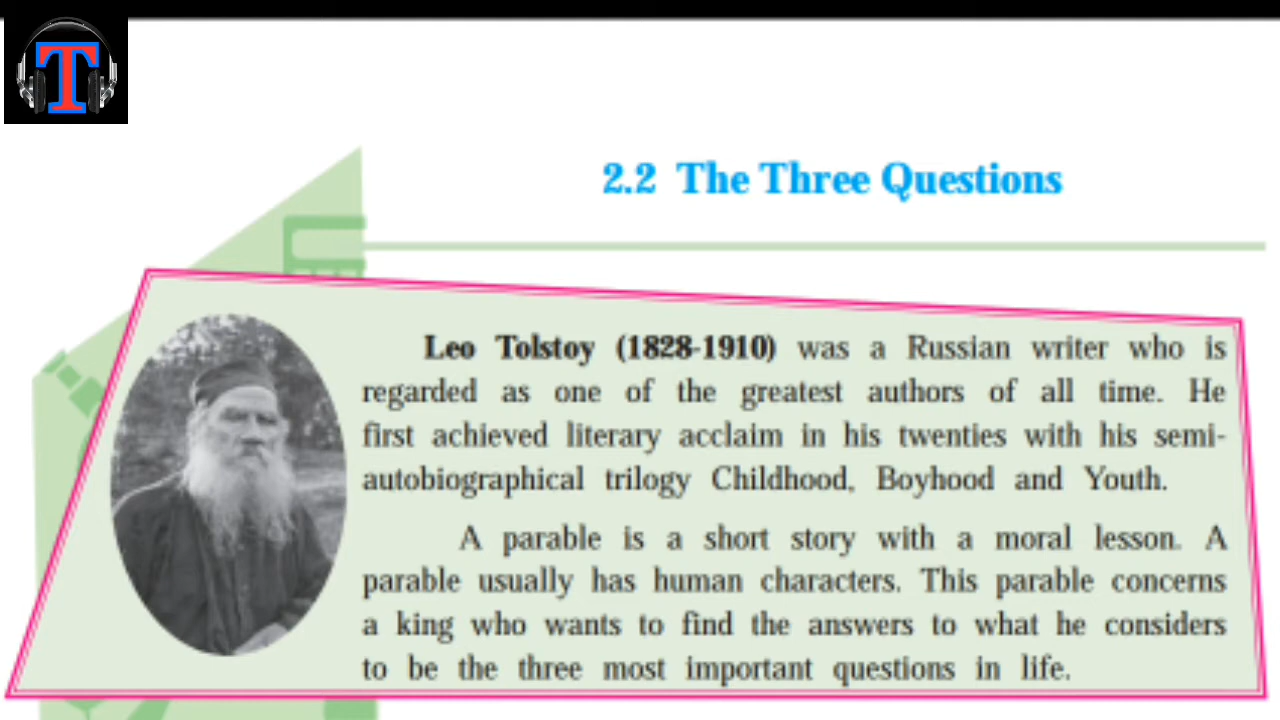 T
2.2 The Three Questions
Leo Tolstoy (1828-1910) was a Russian writer who is
regarded as one of the greatest authors of all time. He
first achieved literary acclaim in his twenties with his semi-
autobiographical trilogy Childhood, Boyhood and Youth.
A parable is a short story with a moral lesson. A
parable usually has human characters. This parable concerns
a king who wants to find the answers to what he considers
to be the three most important questions in life.